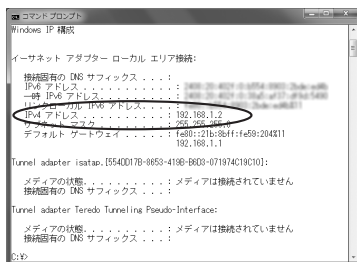 コマンド プロンプト
Windows IP 構成
イーサネット アダプター ローカル エリア接続:
接続固有の DNS サフィックス . . . :
IPv6 アドレス . . . . . . . . . . . :
一時 IPv6 アドレス. . . . . . . . . :
リンクローカル IPv6 アドレス. . . . :
IPv4 アドレス . . . . . . . . . . . : 192.168.1.2
サブネット マスク . . . . . . . . . : 255.255.255.0
デフォルト ゲートウェイ . . . . . . : fe80::21b:8bff:fe59:204%11
192.168.1.1
Tunnel adapter isatap.{554DD17B-8653-419B-B6D3-071974C19C10}:
メディアの状態. . . . . . . . . . . : メディアは接続されていません
接続固有の DNS サフィックス . . . :
Tunnel adapter Teredo Tunneling Pseudo-Interface:
メディアの状態. . . . . . . . . . . : メディアは接続されていません
接続固有の DNS サフィックス . . . :
C:¥>